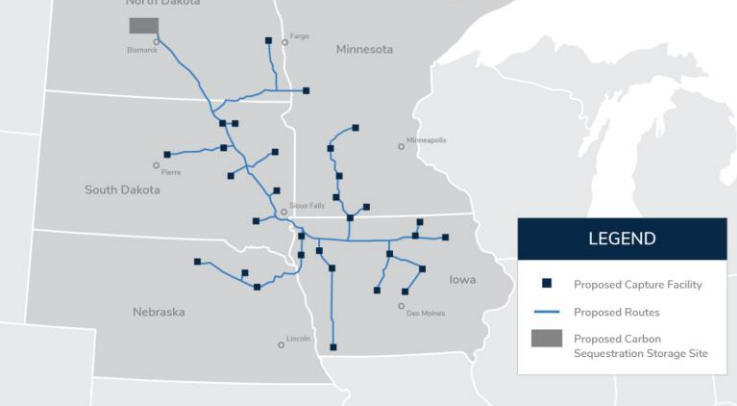 North Dakota
Bismarck
Fargo
Minnesota
Minneapolis
Pierre
South Dakota
Sioux Falls
Iowa
Des Moines
Nebraska
Lincoln
LEGEND
Proposed Capture Facility
Proposed Routes
Proposed Carbon
Sequestration Storage Site